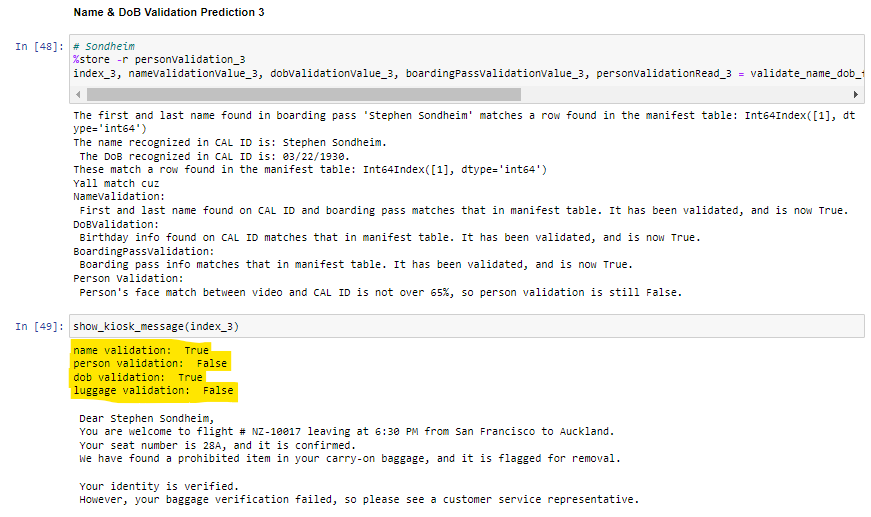 Name & DoB Validation Prediction 3
In [48]: # Sondheim
%store -r personValidation_3
index_3, nameValidationValue_3, dobValidationValue_3, boardingPassValidationValue_3, personValidationRead_3 = validate_name_dob_
The first and last name found in boarding pass 'Stephen Sondheim' matches a row found in the manifest table: Int64Index([1], dt
ype='int64')
The name recognized in CAL ID is: Stephen Sondheim.
The DoB recognized in CAL ID is: 03/22/1930.
These match a row found in the manifest table: Int64Index([1], dtype='int64')
Yall match cuz
NameValidation:
First and last name found on CAL ID and boarding pass matches that in manifest table. It has been validated, and is now True.
DoBValidation:
Birthday info found on CAL ID matches that in manifest table. It has been validated, and is now True.
BoardingPassValidation:
Boarding pass info matches that in manifest table. It has been validated, and is now True.
Person Validation:
Person's face match between video and CAL ID is not over 65%, so person validation is still False.
In [49]: show_kiosk_message(index_3)
name validation:  True
person validation:  False
dob validation:  True
luggage validation:  False
Dear Stephen Sondheim,
You are welcome to flight # NZ-10017 leaving at 6:30 PM from San Francisco to Auckland.
Your seat number is 28A, and it is confirmed.
We have found a prohibited item in your carry-on baggage, and it is flagged for removal.
Your identity is verified.
However, your baggage verification failed, so please see a customer service representative.